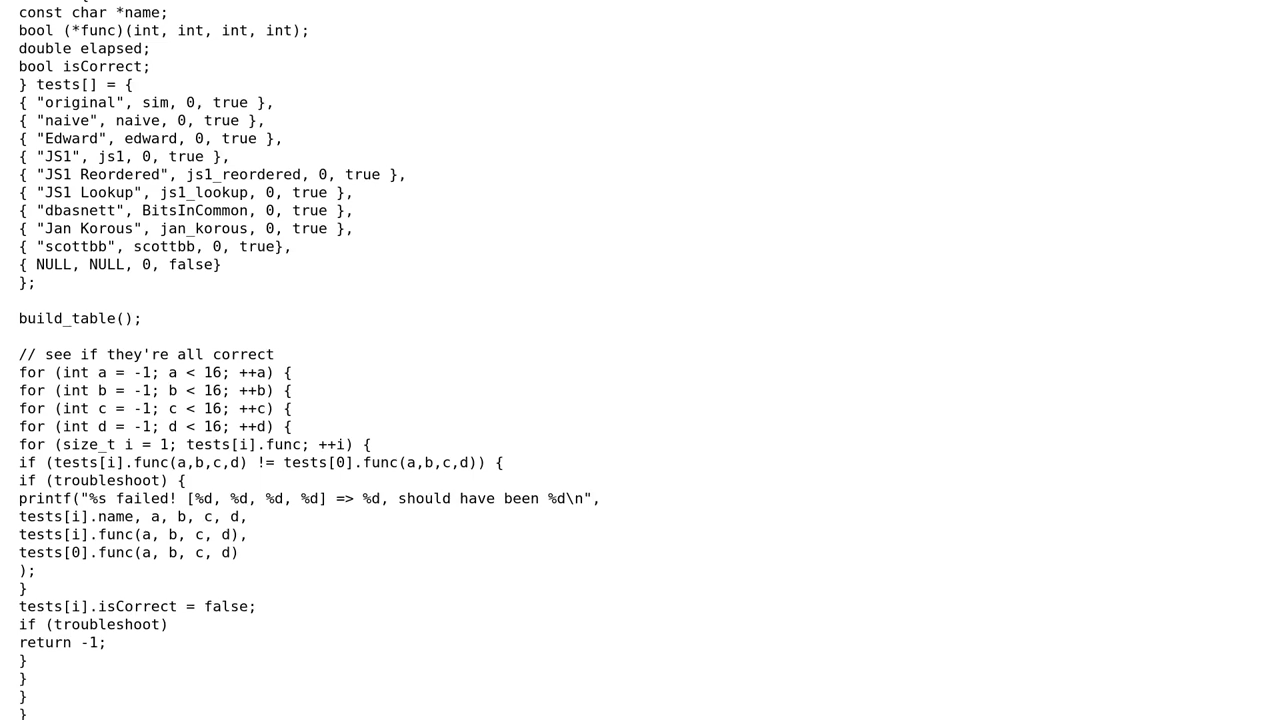 const char *name;
bool (*func)(int, int, int, int);
double elapsed;
bool isCorrect;
} tests[] = {
{ "original", sim, 0, true },
{ "naive", naive, 0, true },
{ "Edward", edward, 0, true },
{ "JS1", js1, 0, true },
{ "JS1 Reordered", js1_reordered, 0, true },
{ "JS1 Lookup", js1_lookup, 0, true },
{ "dbasnett", BitsInCommon, 0, true },
{ "Jan Korous", jan_korous, 0, true },
{ "scottbb", scottbb, 0, true},
{ NULL, NULL, 0, false}
};

build_table();

// see if they're all correct
for (int a = -1; a < 16; ++a) {
for (int b = -1; b < 16; ++b) {
for (int c = -1; c < 16; ++c) {
for (int d = -1; d < 16; ++d) {
for (size_t i = 1; tests[i].func; ++i) {
if (tests[i].func(a,b,c,d) != tests[0].func(a,b,c,d)) {
if (troubleshoot) {
printf("%s failed! [%d, %d, %d, %d] => %d, should have been %d\n",
tests[i].name, a, b, c, d,
tests[i].func(a, b, c, d),
tests[0].func(a, b, c, d)
);
}
tests[i].isCorrect = false;
if (troubleshoot)
return -1;
}
}
}
}